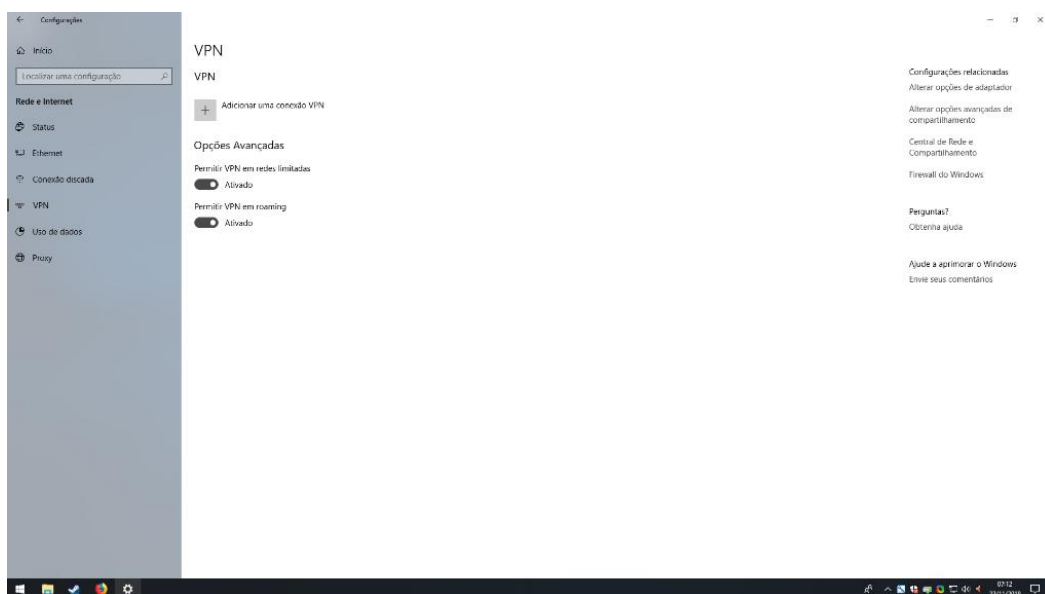 Configurações
Início
Localizar uma configuração
Rede e Internet
Status
Ethernet
Conexão discada
VPN
Uso de dados
Proxy
VPN
VPN
Adicionar uma conexão VPN
Opções Avançadas
Permitir VPN em redes limitadas
Ativado
Permitir VPN em roaming
Ativado
Configurações relacionadas
Alterar opções de adaptador
Alterar opções avançadas de
compartilhamento
Central de Rede e
Compartilhamento
Firewall do Windows
Perguntas?
Obtenha ajuda
Ajude a aprimorar o Windows
Envie seus comentários
07:12